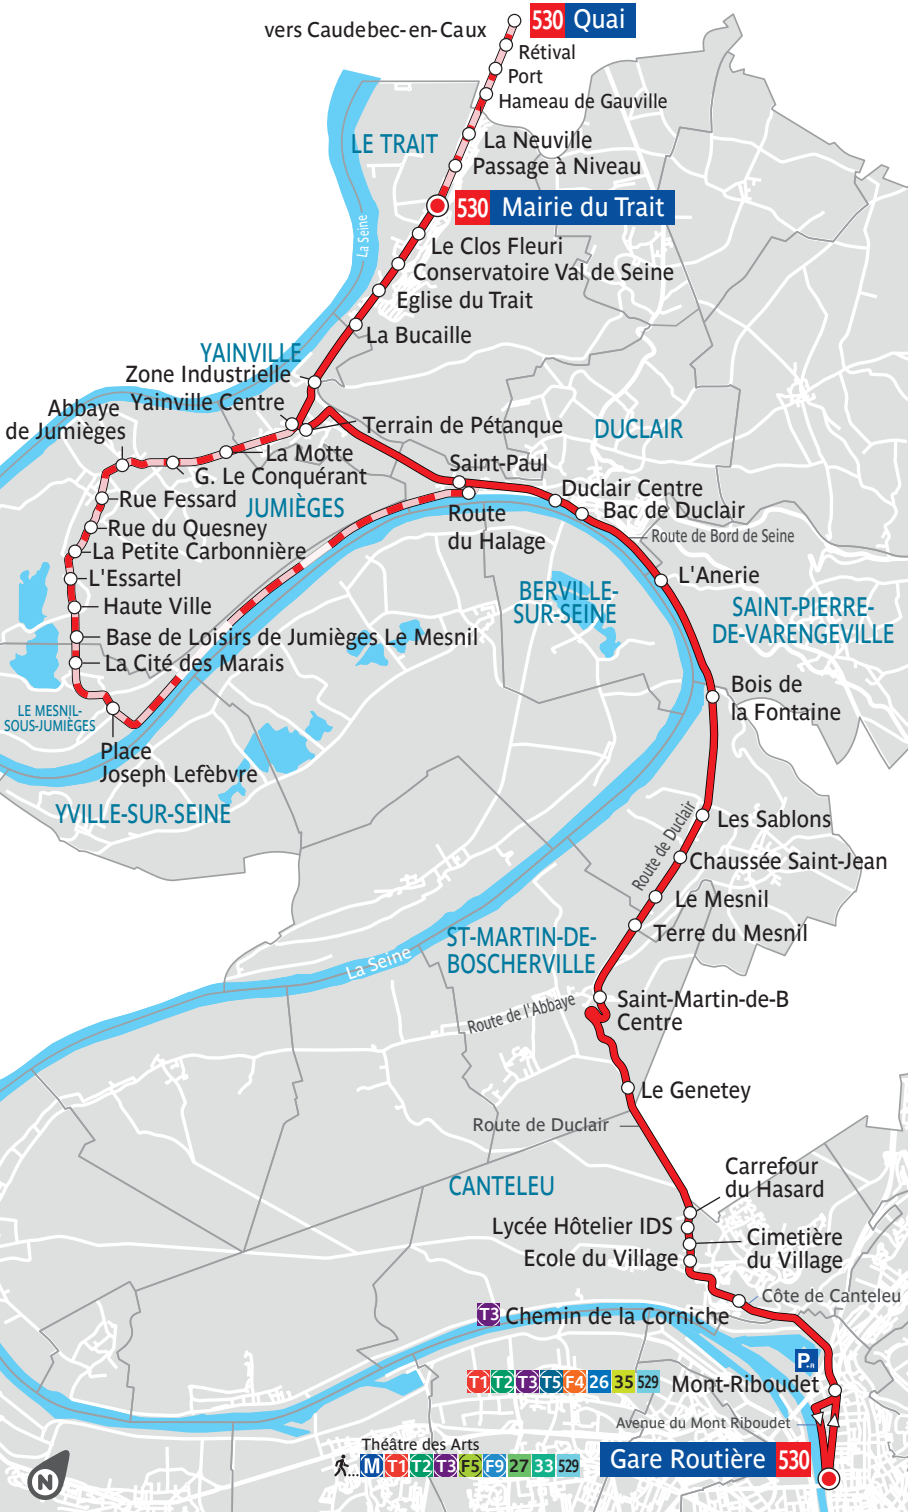 vers Caudebec-en-Caux
530 Quai
Rétival
Port
Hameau de Gauville
La Neuville
LE TRAIT
Passage à Niveau
530 Mairie du Trait
La Seine
Le Clos Fleuri
Conservatoire Val de Seine
Eglise du Trait
La Bucaille
YAINVILLE
Zone Industrielle
Yainville Centre
Abbaye
de Jumièges
Terrain de Pétanque
DUCLAIR
La Motte
G. Le Conquérant
Saint-Paul
Rue Fessard
JUMIÈGES
Duclair Centre
Bac de Duclair
Route
du Halage
Rue du Quesney
Route de Bord de Seine
La Petite Carbonnière
L'Essartel
L'Anerie
BERVILLE-
SUR-SEINE
Haute Ville
SAINT-PIERRE-
DE-VARENGEVILLE
Base de Loisirs de Jumièges Le Mesnil
La Cité des Marais
Bois de
la Fontaine
LE MESNIL-
SOUS-JUMIÈGES
Place
Joseph Lefèbvre
YVILLE-SUR-SEINE
Les Sablons
Route de Duclair
Chaussée Saint-Jean
Le Mesnil
Terre du Mesnil
ST-MARTIN-DE-
BOSCHERVILLE
La Seine
Saint-Martin-de-B
Centre
Route de l'Abbaye
Le Genetey
Route de Duclair
Carrefour
du Hasard
CANTELEU
Lycée Hôtelier IDS
Cimetière
du Village
Ecole du Village
Côte de Canteleu
T3 Chemin de la Corniche
P+R
T1 T2 T3 T5 F4 26 35 529 Mont-Riboudet
Avenue du Mont Riboudet
Théâtre des Arts
... M T1 T2 T3 F5 F9 27 33 529
Gare Routière 530
N